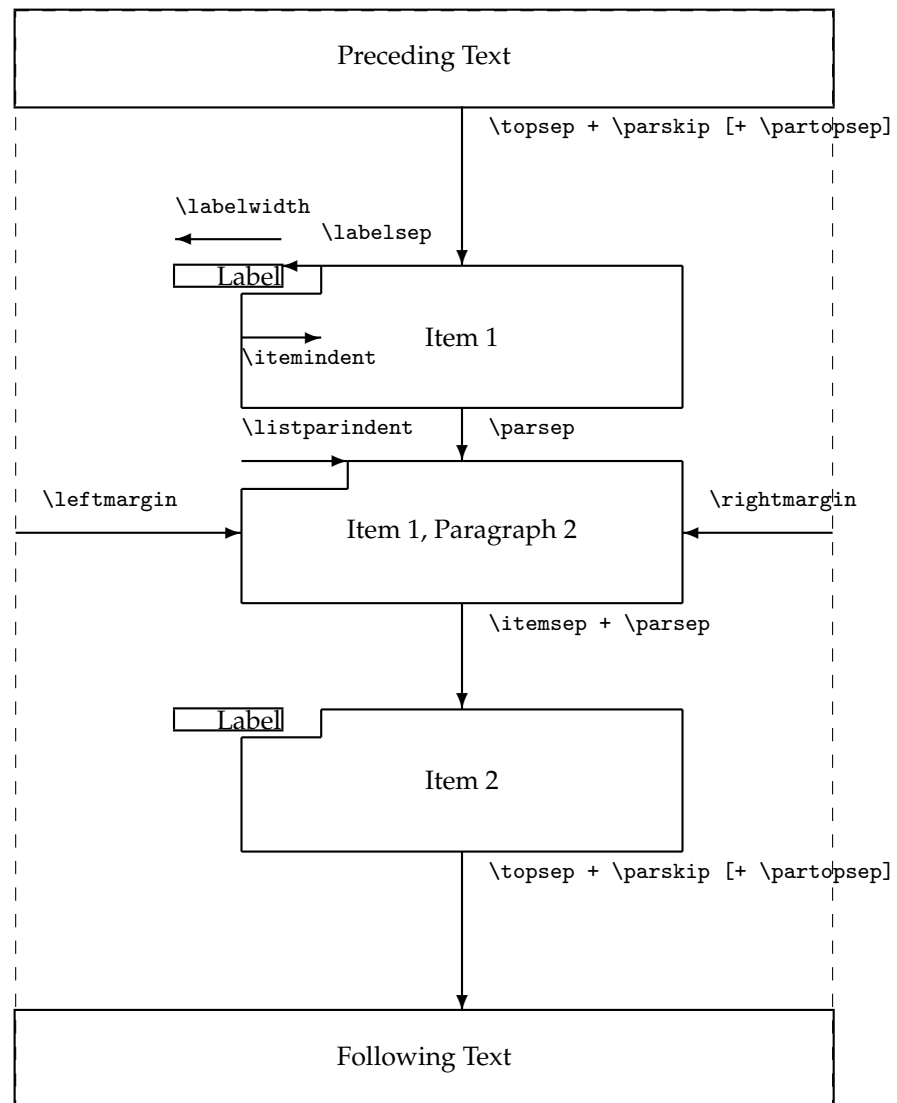 Preceding Text
\topsep + \parskip [+ \partopsep]
\labelwidth
\labelsep
Label
Item 1
\itemindent
\listparindent
\parsep
\leftmargin
\rightmargin
Item 1, Paragraph 2
\itemsep + \parsep
Label
Item 2
\topsep + \parskip [+ \partopsep]
Following Text